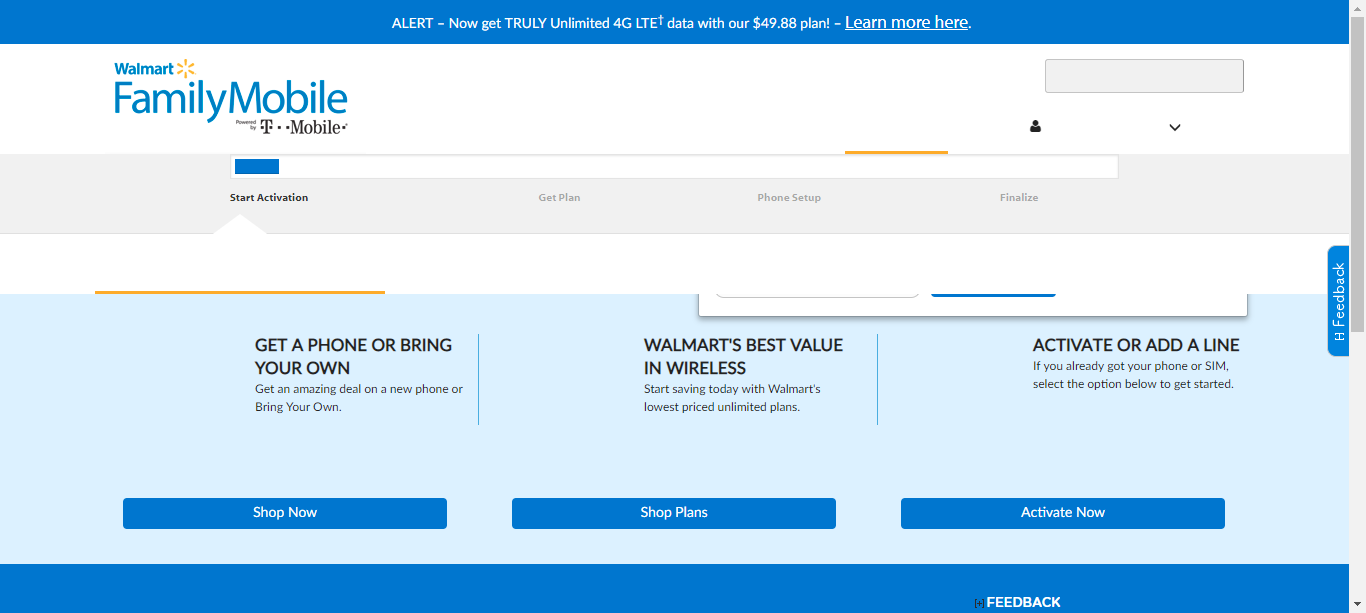 ALERT – Now get TRULY Unlimited 4G LTE† data with our $49.88 plan! – Learn more here.
Walmart
FamilyMobile
Powered by T··Mobile·
Start Activation
Get Plan
Phone Setup
Finalize
Feedback
GET A PHONE OR BRING
YOUR OWN
Get an amazing deal on a new phone or
Bring Your Own.
WALMART'S BEST VALUE
IN WIRELESS
Start saving today with Walmart's
lowest priced unlimited plans.
ACTIVATE OR ADD A LINE
If you already got your phone or SIM,
select the option below to get started.
Shop Now
Shop Plans
Activate Now
[+] FEEDBACK